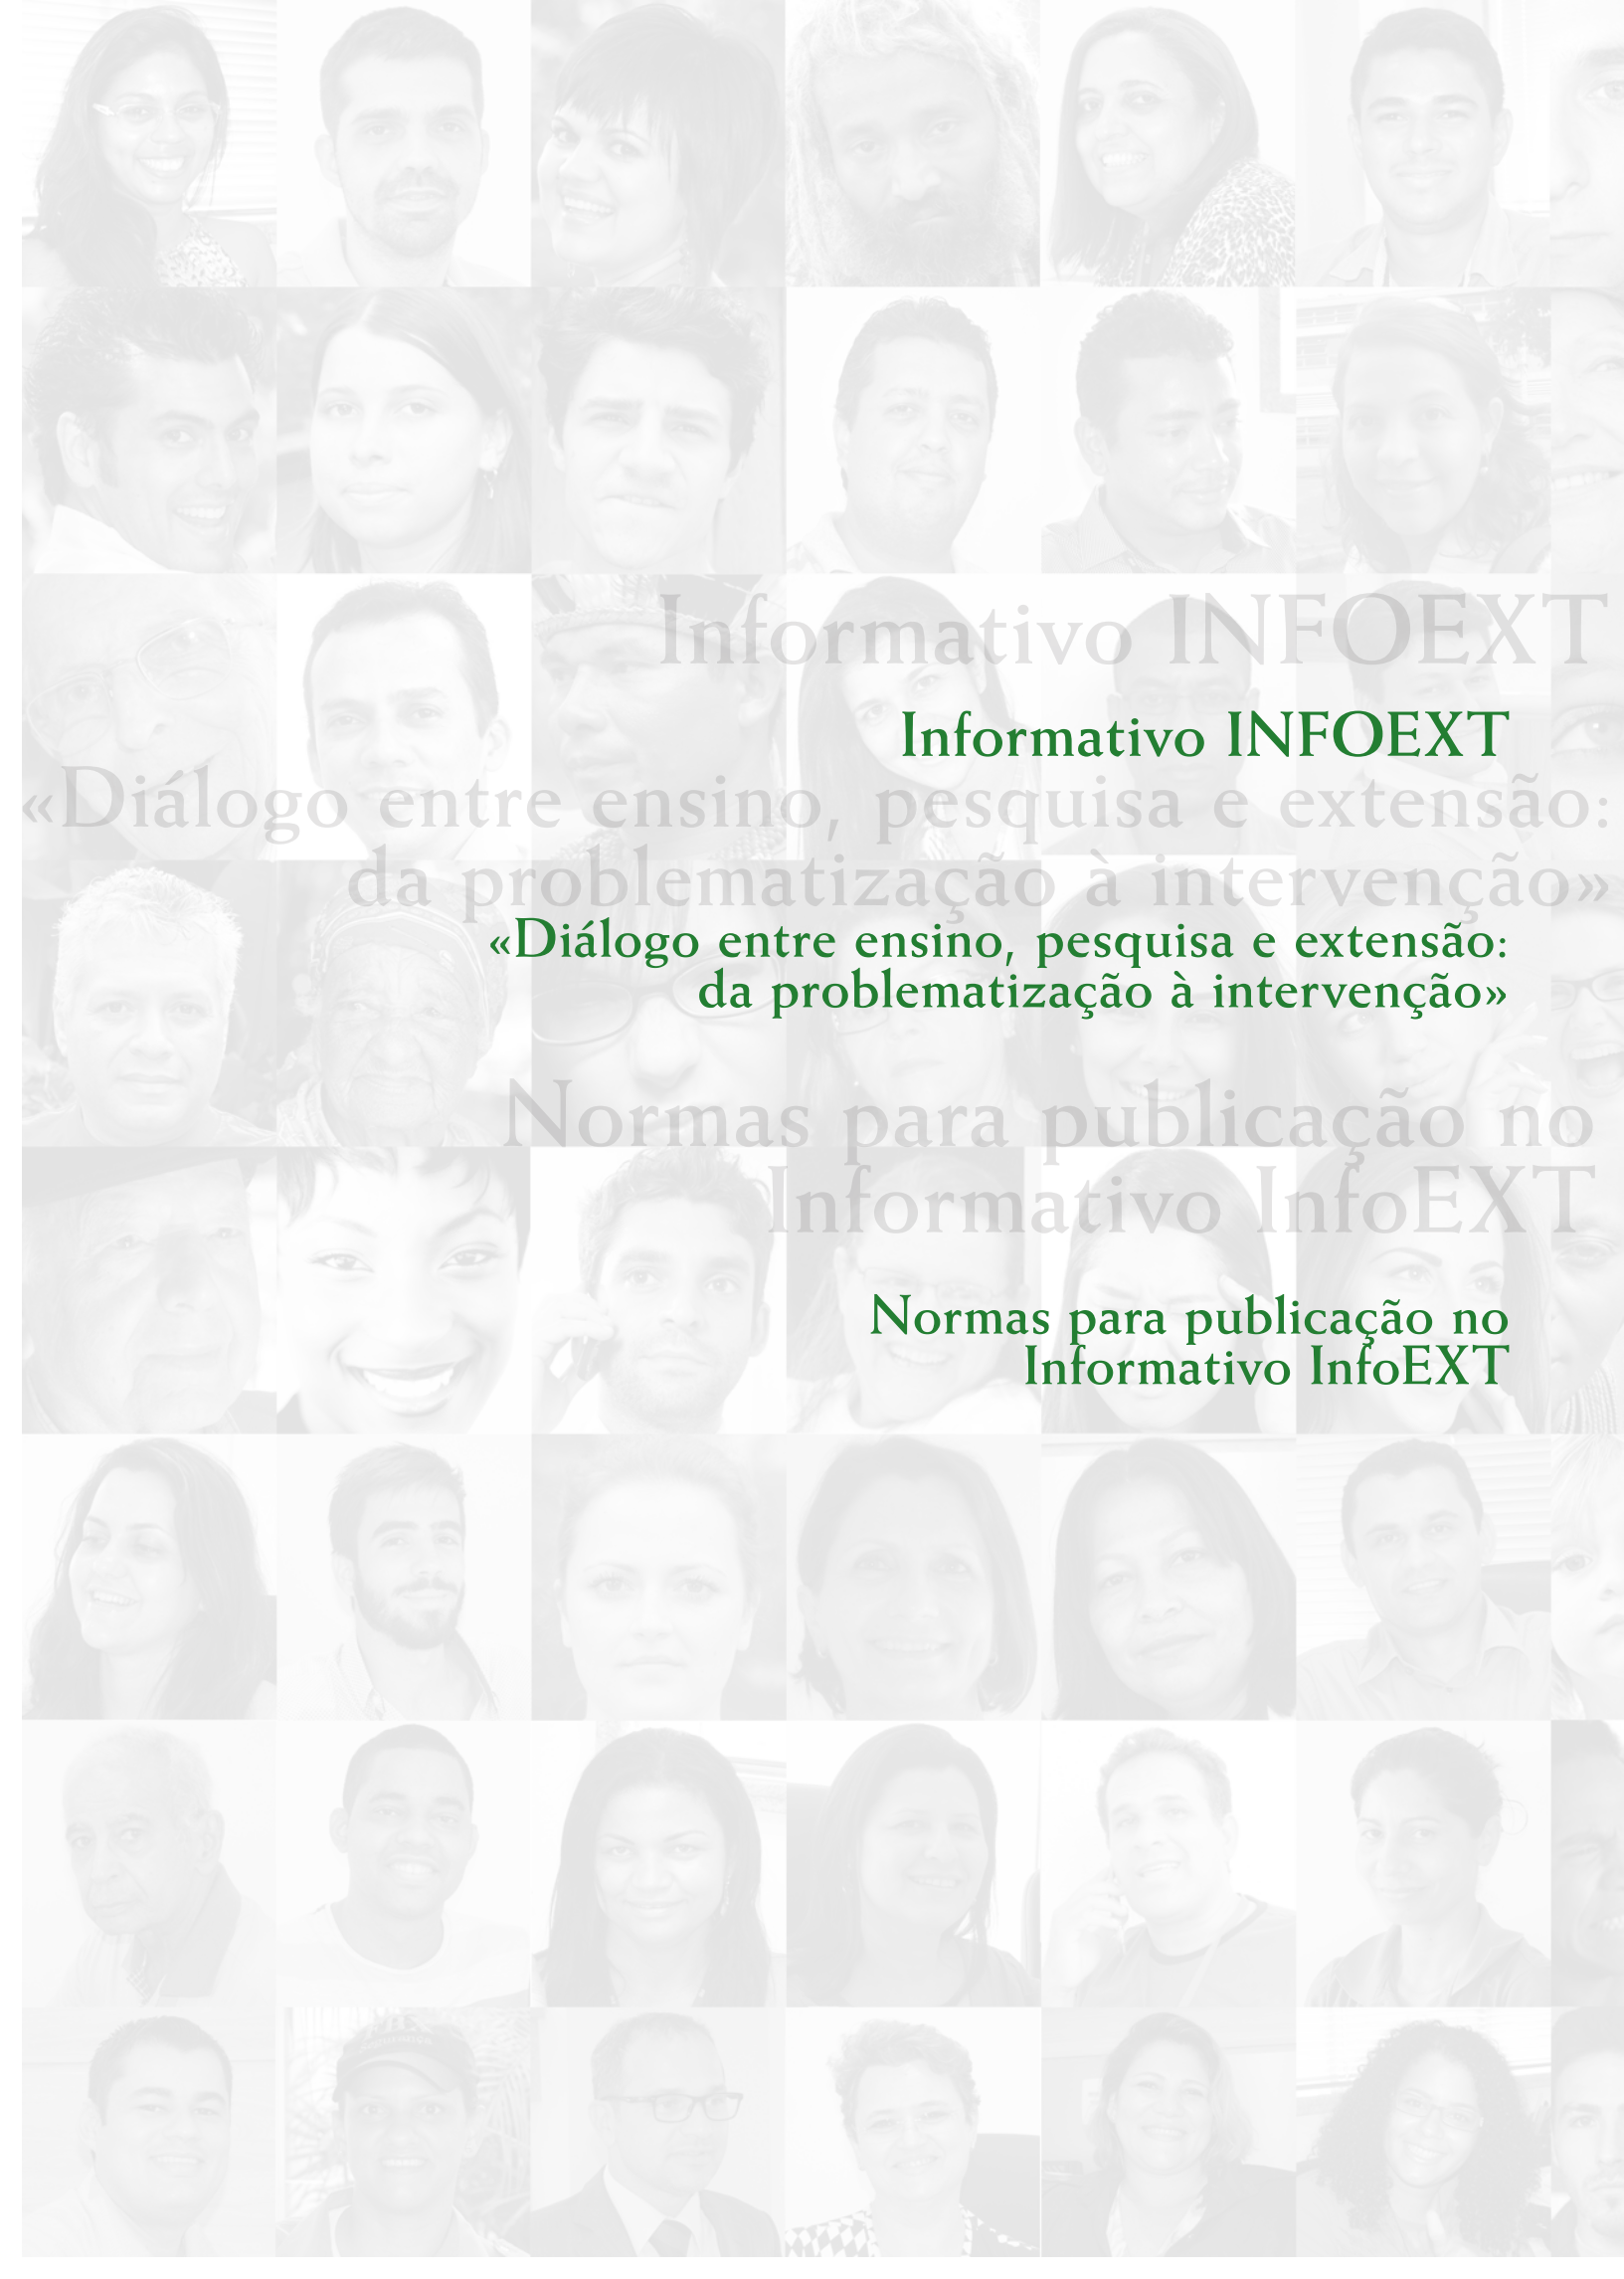 Informativo INFOEXT
Informativo INFOEXT
«Diálogo entre ensino, pesquisa e extensão:
da problematização à intervenção»
«Diálogo entre ensino, pesquisa e extensão:
da problematização à intervenção»
Normas para publicação no
Informativo InfoEXT
Normas para publicação no
Informativo InfoEXT